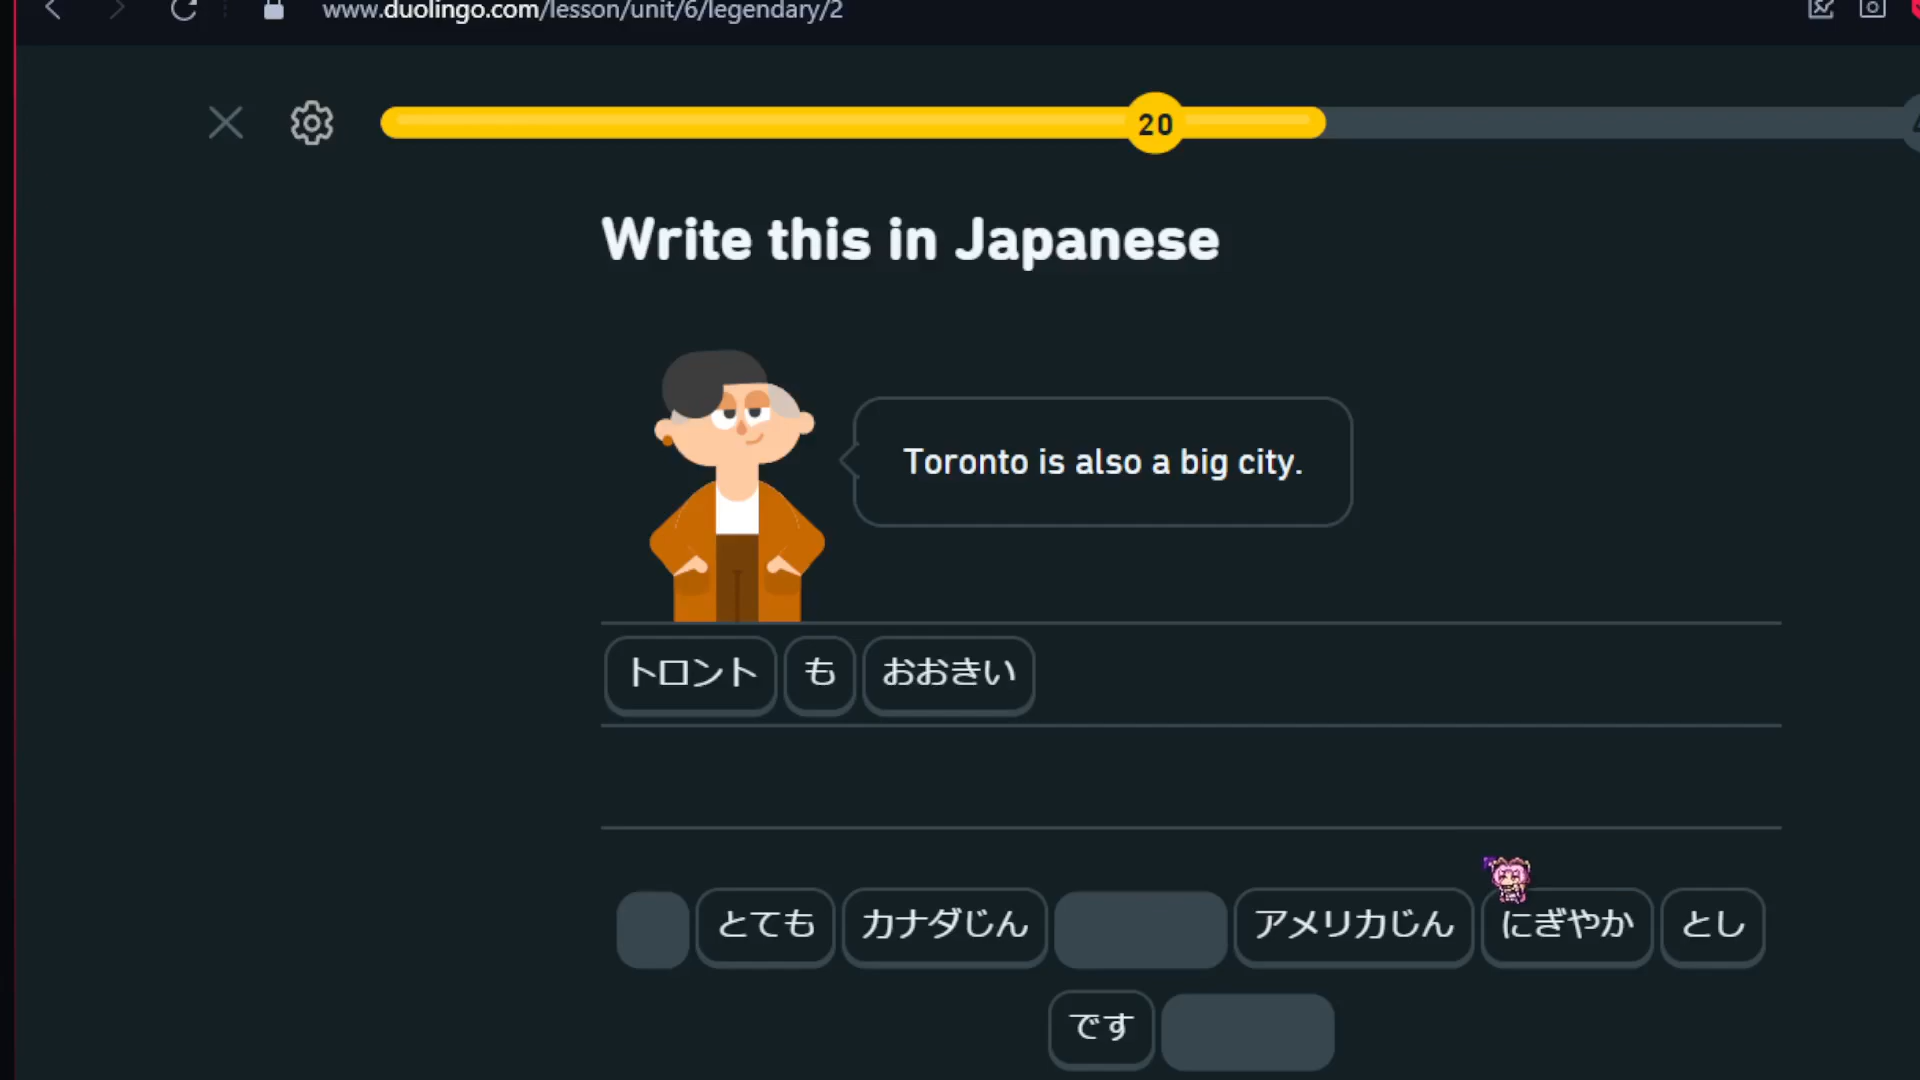 www.duolingo.com/lesson/unit/6/legendary/2
20
Write this in Japanese
Toronto is also a big city.
トロント も おおきい
とても カナダじん アメリカじん にぎやか とし
です